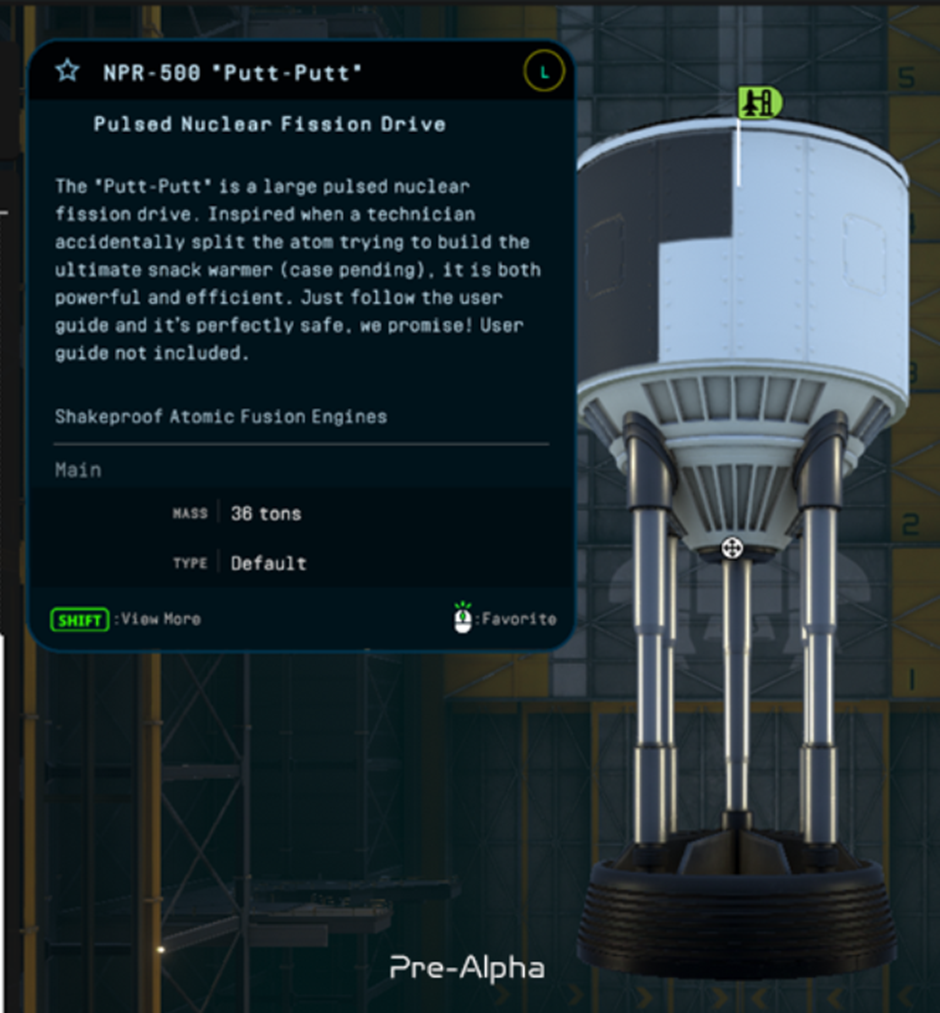 NPR-500 "Putt-Putt"
L
Pulsed Nuclear Fission Drive
The "Putt-Putt" is a large pulsed nuclear
fission drive. Inspired when a technician
accidentally split the atom trying to build the
ultimate snack warmer (case pending), it is both
powerful and efficient. Just follow the user
guide and it's perfectly safe, we promise! User
guide not included.
Shakeproof Atomic Fusion Engines
Main
MASS 36 tons
TYPE Default
SHIFT :View More
:Favorite
5
3
2
1
Pre-Alpha